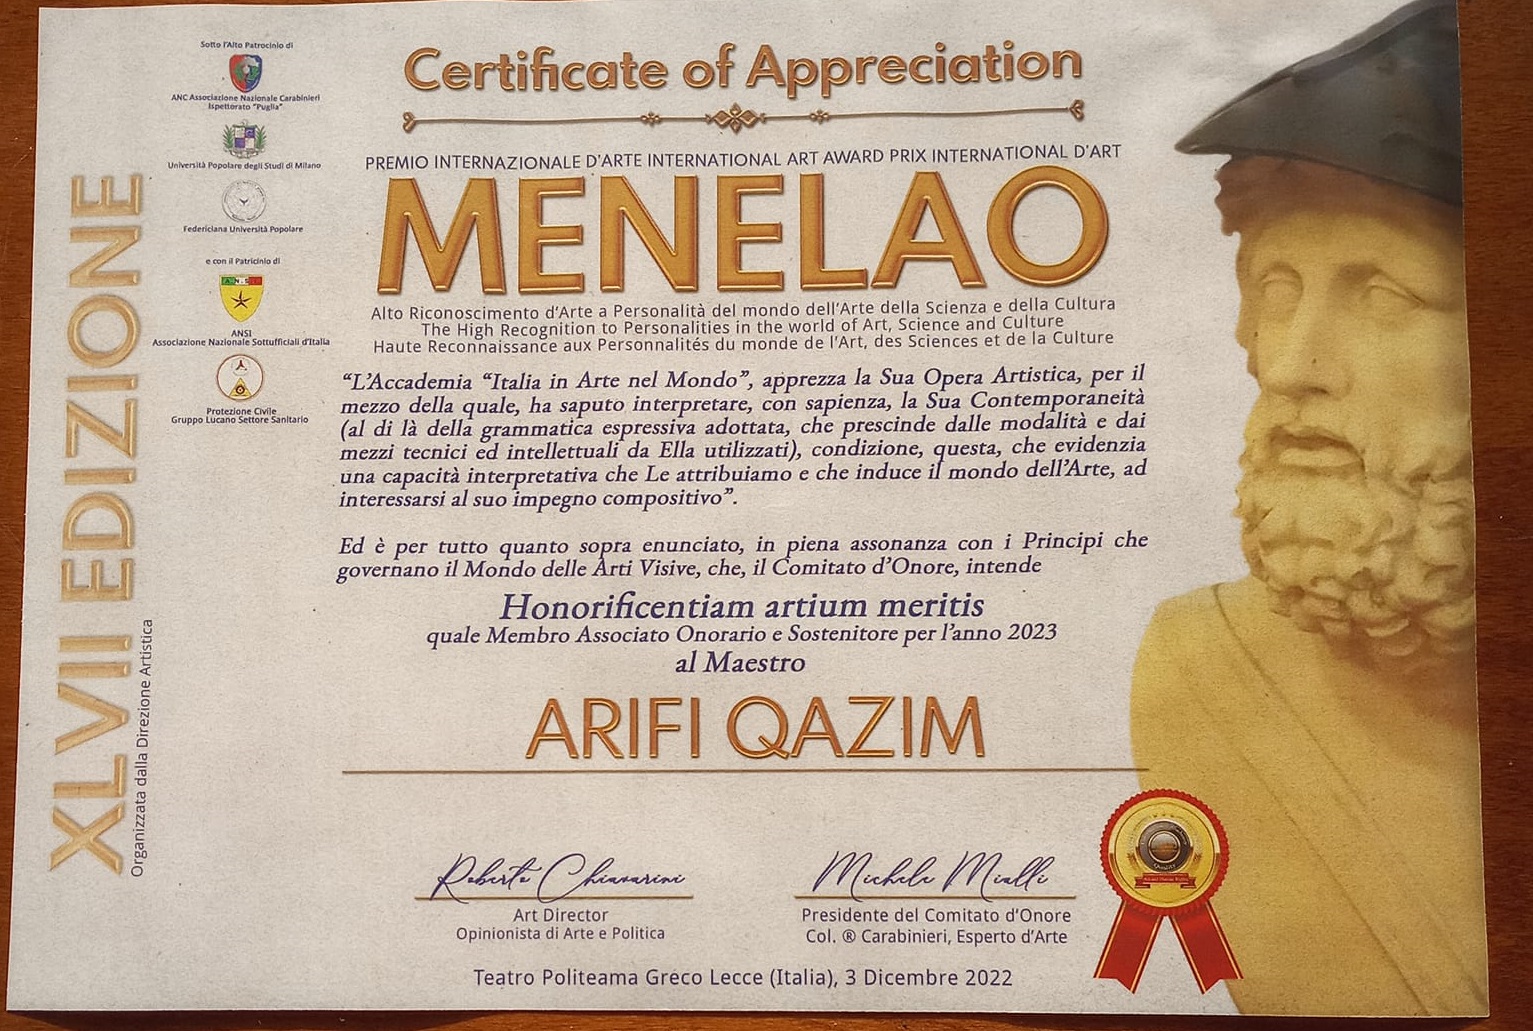 Certificate of Appreciation
PREMIO INTERNAZIONALE D'ARTE INTERNATIONAL ART AWARD PRIX INTERNATIONAL D'ART
MENELAO
Alto Riconoscimento d'Arte a Personalità del mondo dell'Arte della Scienza e della Cultura
The High Recognition to Personalities in the world of Art, Science and Culture
Haute Reconnaissance aux Personnalités du monde de l'Art, des Sciences et de la Culture
XLVII EDIZIONE
Organizzata dalla Direzione Artistica
Sotto l'Alto Patrocinio di
ANC Associazione Nazionale Carabinieri
Ispettorato "Puglia"
Università Popolare degli Studi di Milano
Federiciana Università Popolare
e con il Patricinio di
A.N.S.I.
ANSI
Associazione Nazionale Sottufficiali d'Italia
Protezione Civile
Gruppo Lucano Settore Sanitario
“L'Accademia “Italia in Arte nel Mondo”, apprezza la Sua Opera Artistica, per il
mezzo della quale, ha saputo interpretare, con sapienza, la Sua Contemporaneità
(al di là della grammatica espressiva adottata, che prescinde dalle modalità e dai
mezzi tecnici ed intellettuali da Ella utilizzati), condizione, questa, che evidenzia
una capacità interpretativa che Le attribuiamo e che induce il mondo dell'Arte, ad
interessarsi al suo impegno compositivo”.
Ed è per tutto quanto sopra enunciato, in piena assonanza con i Principi che
governano il Mondo delle Arti Visive, che, il Comitato d'Onore, intende
Honorificentiam artium meritis
quale Membro Associato Onorario e Sostenitore per l'anno 2023
al Maestro
ARIFI QAZIM
Roberto Chiavarini
Art Director
Opinionista di Arte e Politica
Michele Mialli
Presidente del Comitato d'Onore
Col. ® Carabinieri, Esperto d'Arte
Teatro Politeama Greco Lecce (Italia), 3 Dicembre 2022